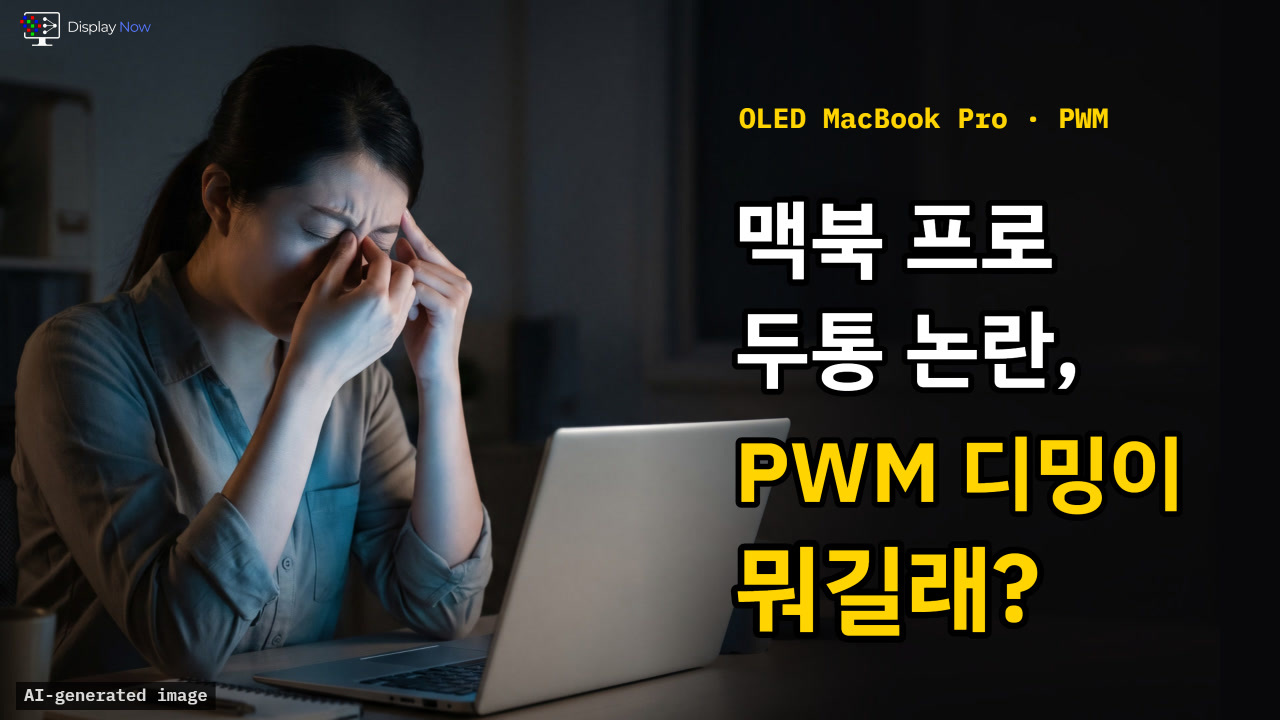 Display Now
OLED MacBook Pro · PWM
맥북 프로
두통 논란,
PWM 디밍이
뭐길래?
AI-generated image